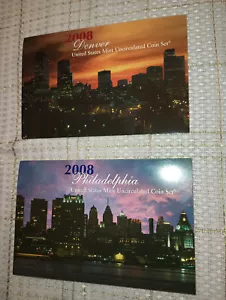 2008
Denver
United States Mint Uncirculated Coin Set®
2008
Philadelphia
United States Mint Uncirculated Coin Set®